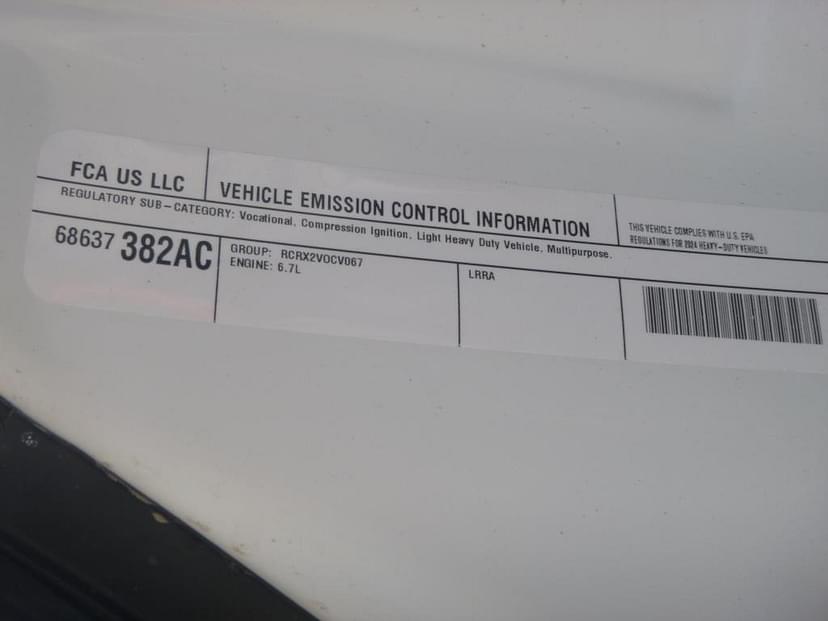 FCA US LLC
VEHICLE EMISSION CONTROL INFORMATION
THIS VEHICLE COMPLIES WITH U.S. EPA
REGULATIONS FOR 2024 HEAVY-DUTY VEHICLES
REGULATORY SUB-CATEGORY: Vocational, Compression Ignition, Light Heavy Duty Vehicle, Multipurpose.
68637 382AC
GROUP: RCRX2VOCV067
ENGINE: 6.7L
LRRA